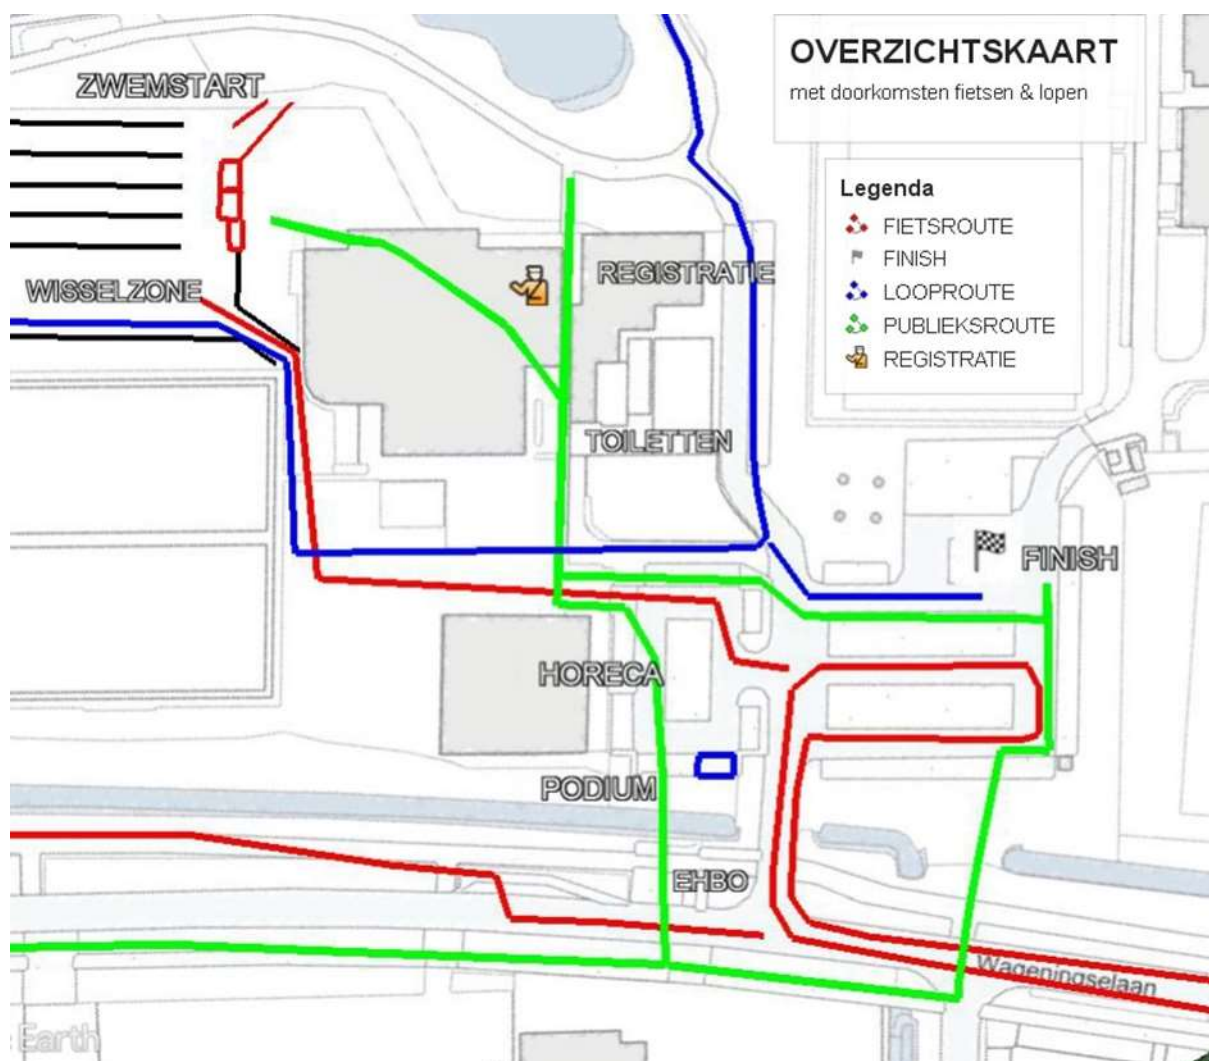 OVERZICHTSKAART
met doorkomsten fietsen & lopen
Legenda
FIETSROUTE
FINISH
LOOPROUTE
PUBLIEKSROUTE
REGISTRATIE
ZWEMSTART
REGISTRATIE
WISSELZONE
TOILETTEN
FINISH
HORECA
PODIUM
EHBO
Wageningselaan
Earth